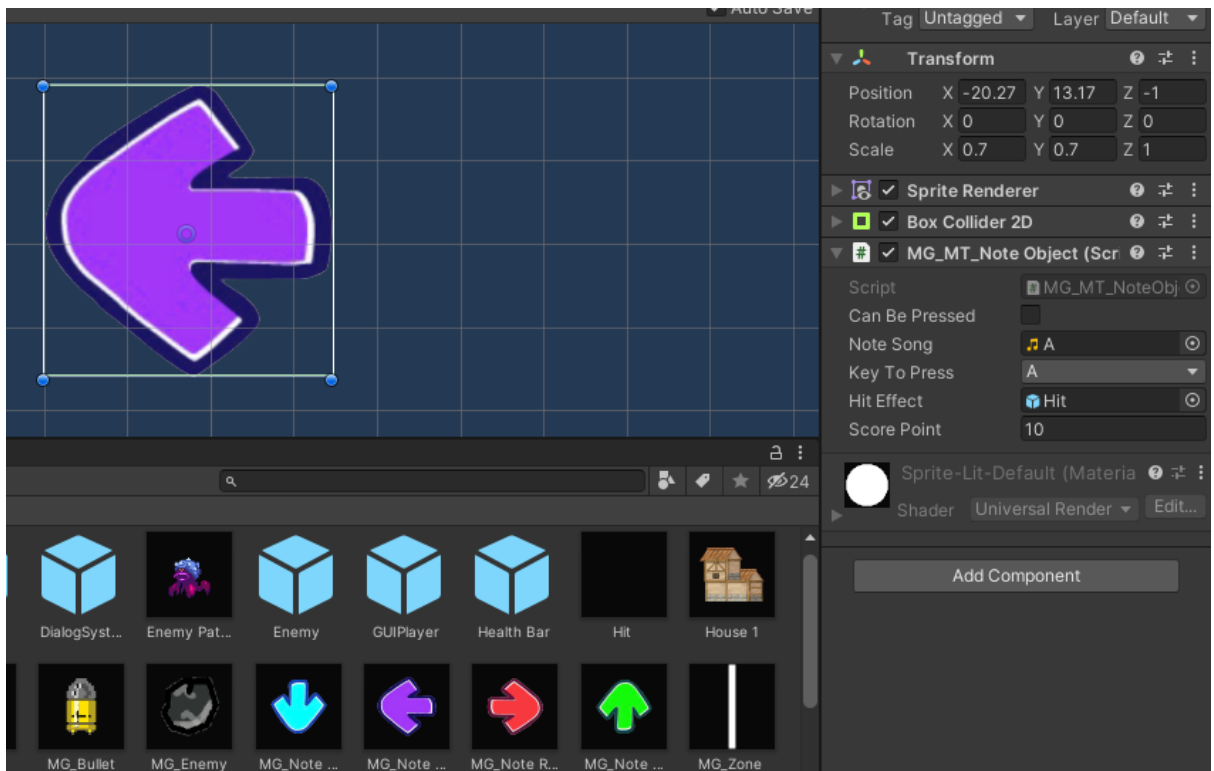 Auto Save
Tag Untagged Layer Default
Transform
Position X -20.27 Y 13.17 Z -1
Rotation X 0 Y 0 Z 0
Scale X 0.7 Y 0.7 Z 1
Sprite Renderer
Box Collider 2D
# MG_MT_Note Object (Scri
Script # MG_MT_NoteObj
Can Be Pressed
Note Song A
Key To Press A
Hit Effect Hit
Score Point 10
24
Sprite-Lit-Default (Materia
Shader Universal Render Edit...
Add Component
DialogSyst... Enemy Pat... Enemy GUIPlayer Health Bar Hit House 1
MG_Bullet MG_Enemy MG_Note ... MG_Note ... MG_Note R... MG_Note ... MG_Zone